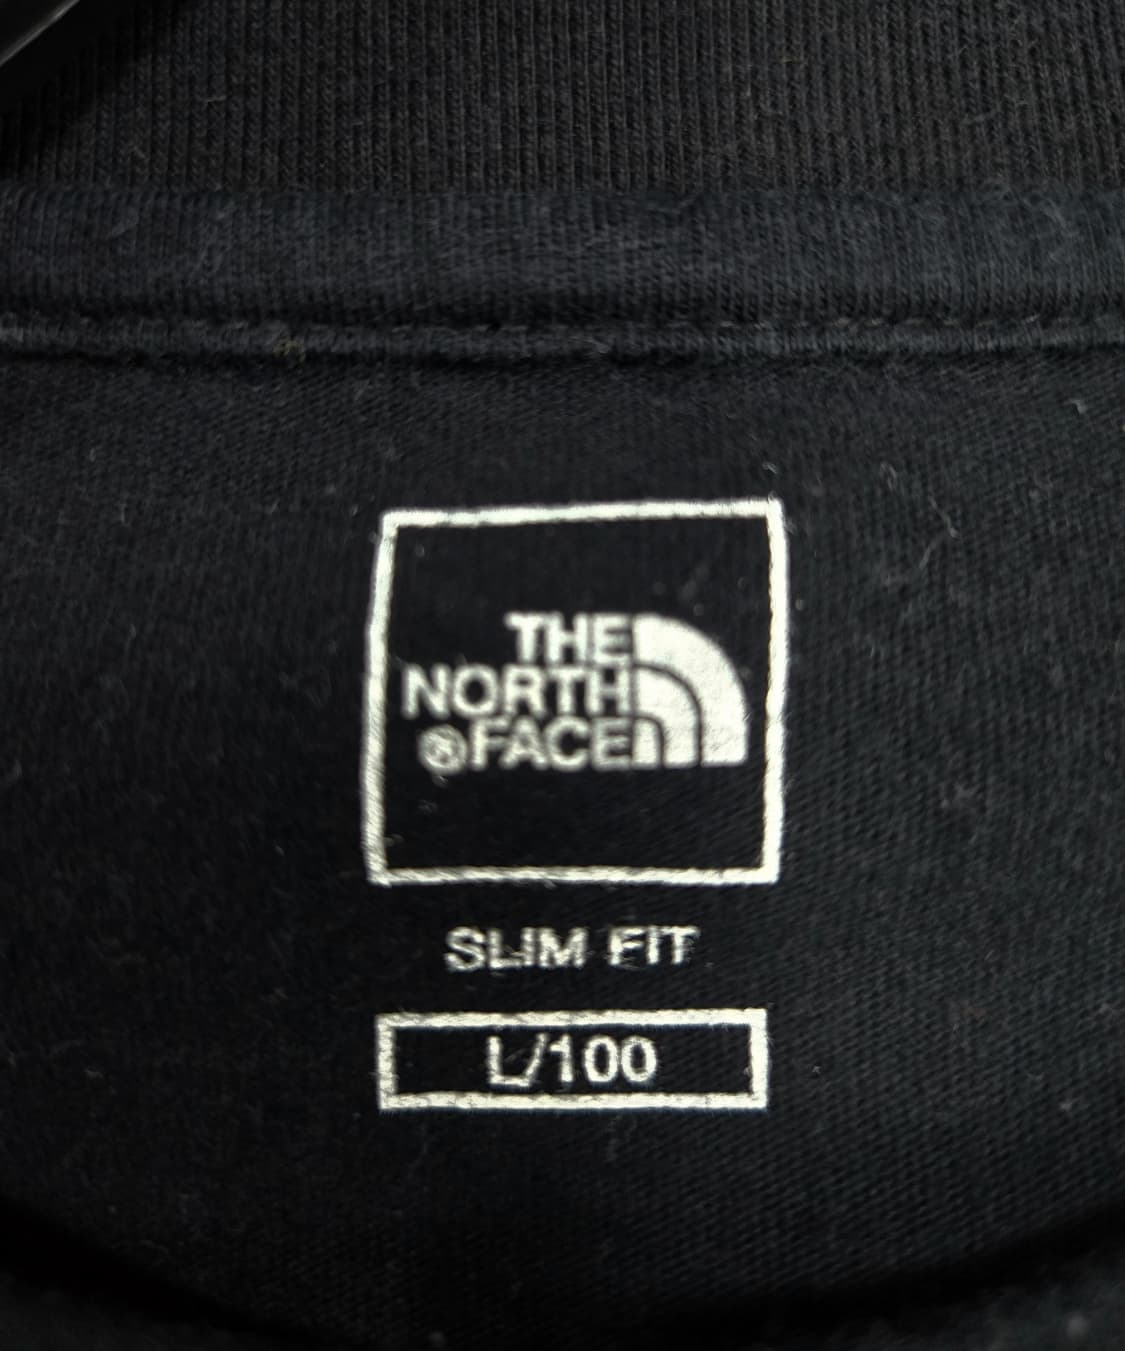 THE
NORTH
®FACE
SLIM FIT
L/100